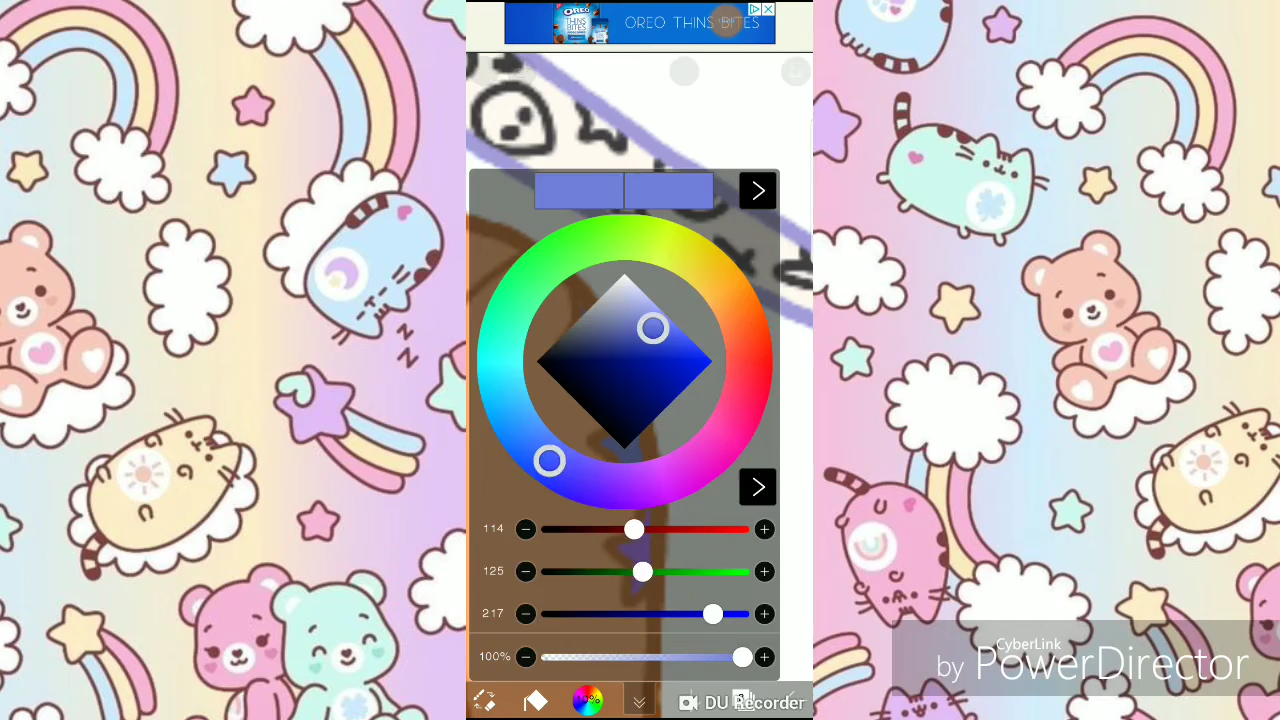 OREO
THINS
BITES
OREO THINS BITES
Z
Z
Z
114
125
217
100%
DU Recorder
CyberLink
by PowerDirector